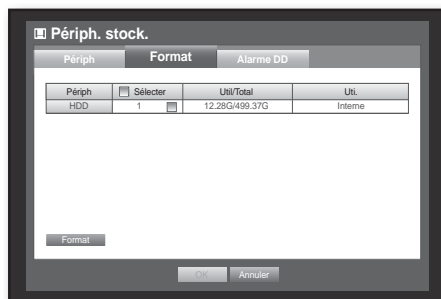 Périph. stock.
Périph Format Alarme DD
Périph Sélecter Util/Total Uti.
HDD 1 12.28G/499.37G Interne
Format
OK Annuler